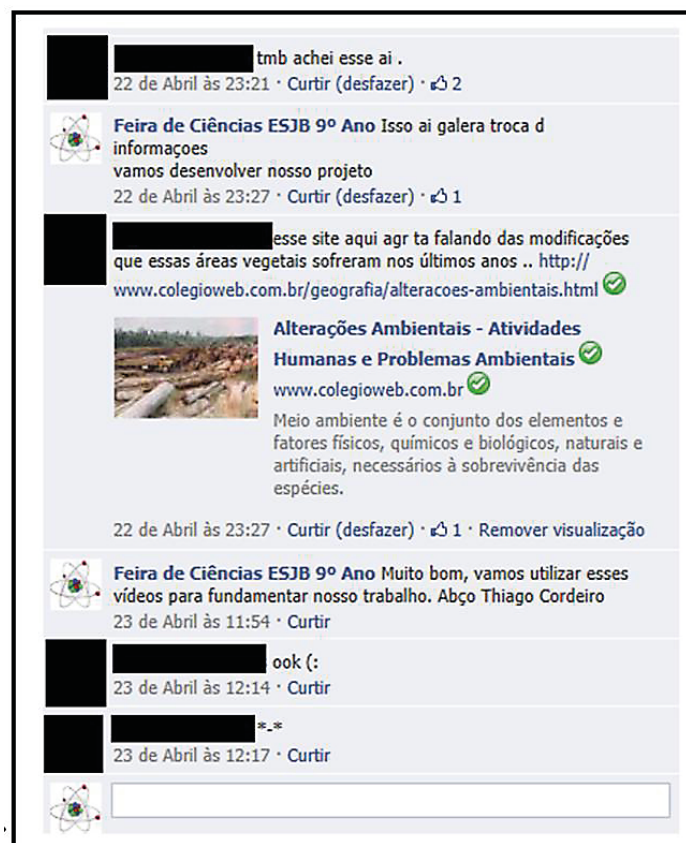 tmb achei esse ai .
22 de Abril às 23:21 · Curtir (desfazer) · 2
Feira de Ciências ESJB 9º Ano Isso ai galera troca d
informaçoes
vamos desenvolver nosso projeto
22 de Abril às 23:27 · Curtir (desfazer) · 1
esse site aqui agr ta falando das modificações
que essas áreas vegetais sofreram nos últimos anos .. http://
www.colegioweb.com.br/geografia/alteracoes-ambientais.html
Alterações Ambientais - Atividades
Humanas e Problemas Ambientais
www.colegioweb.com.br
Meio ambiente é o conjunto dos elementos e
fatores físicos, químicos e biológicos, naturais e
artificiais, necessários à sobrevivência das
espécies.
22 de Abril às 23:27 · Curtir (desfazer) · 1 · Remover visualização
Feira de Ciências ESJB 9º Ano Muito bom, vamos utilizar esses
vídeos para fundamentar nosso trabalho. Abço Thiago Cordeiro
23 de Abril às 11:54 · Curtir
ook (:
23 de Abril às 12:14 · Curtir
*-*
23 de Abril às 12:17 · Curtir